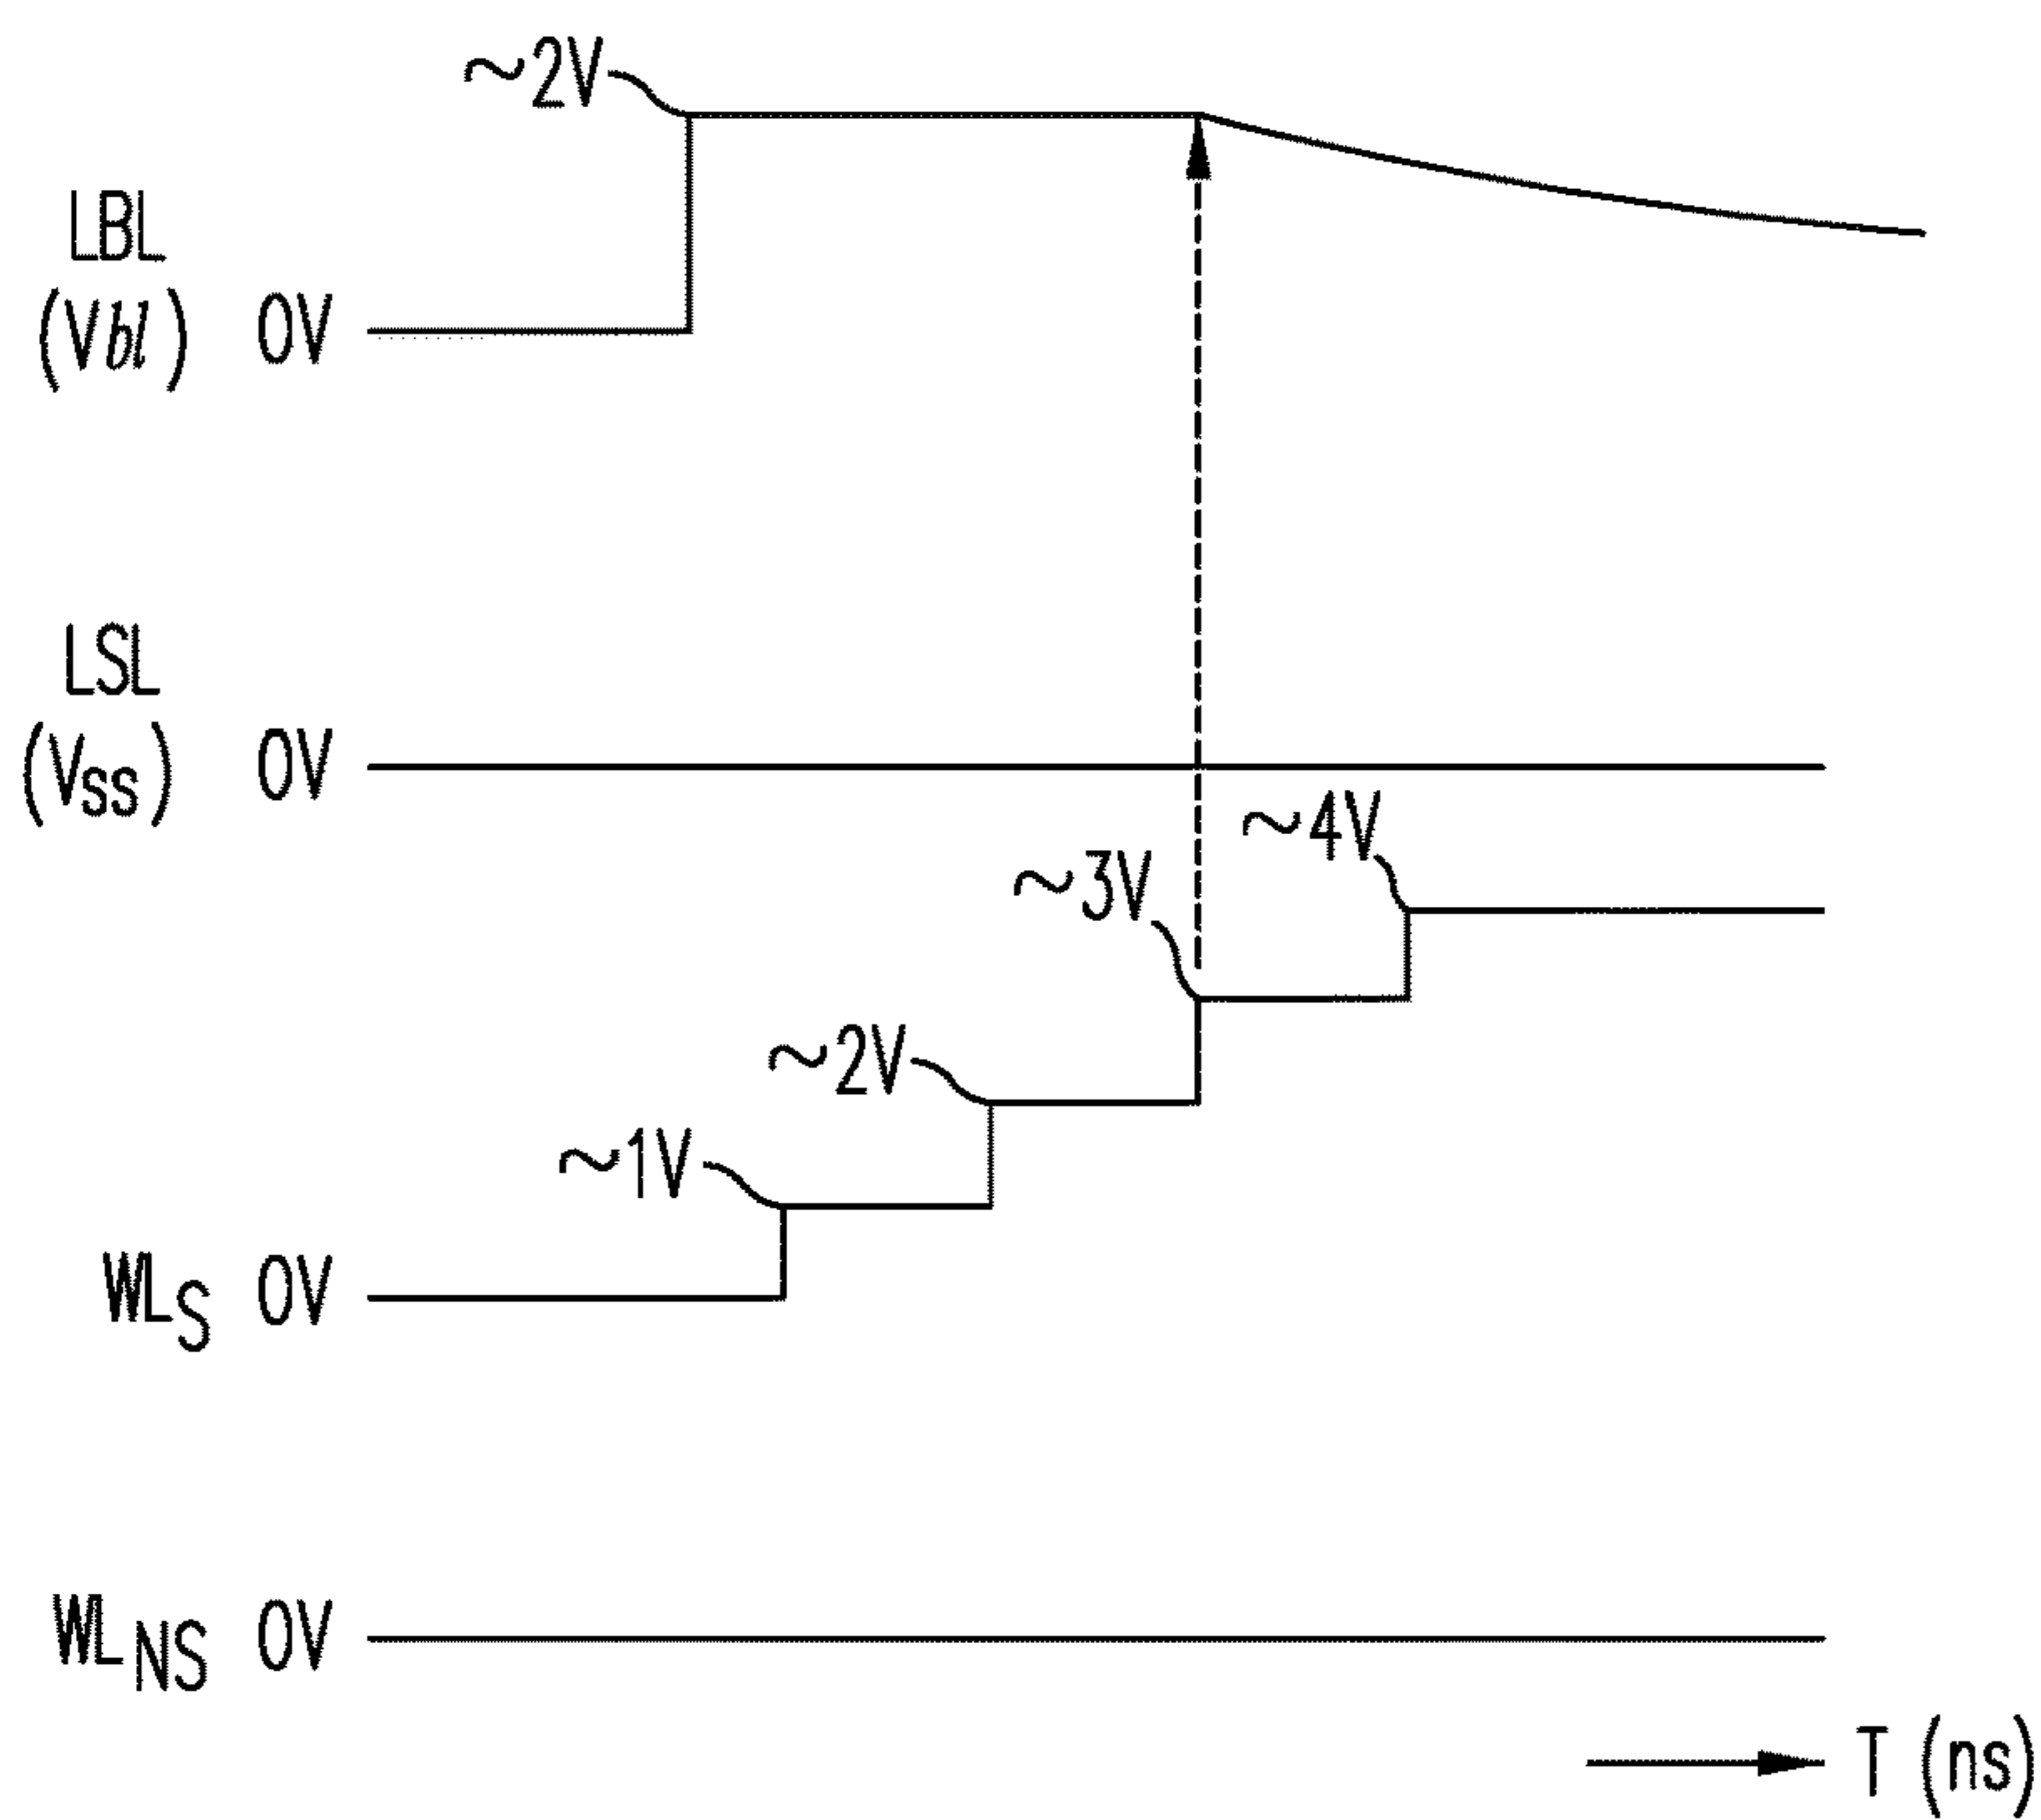 ~2V
LBL
(Vbl) 0V
LSL
(Vss) 0V
~4V
~3V
~2V
~1V
WLS 0V
WLNS 0V
T (ns)